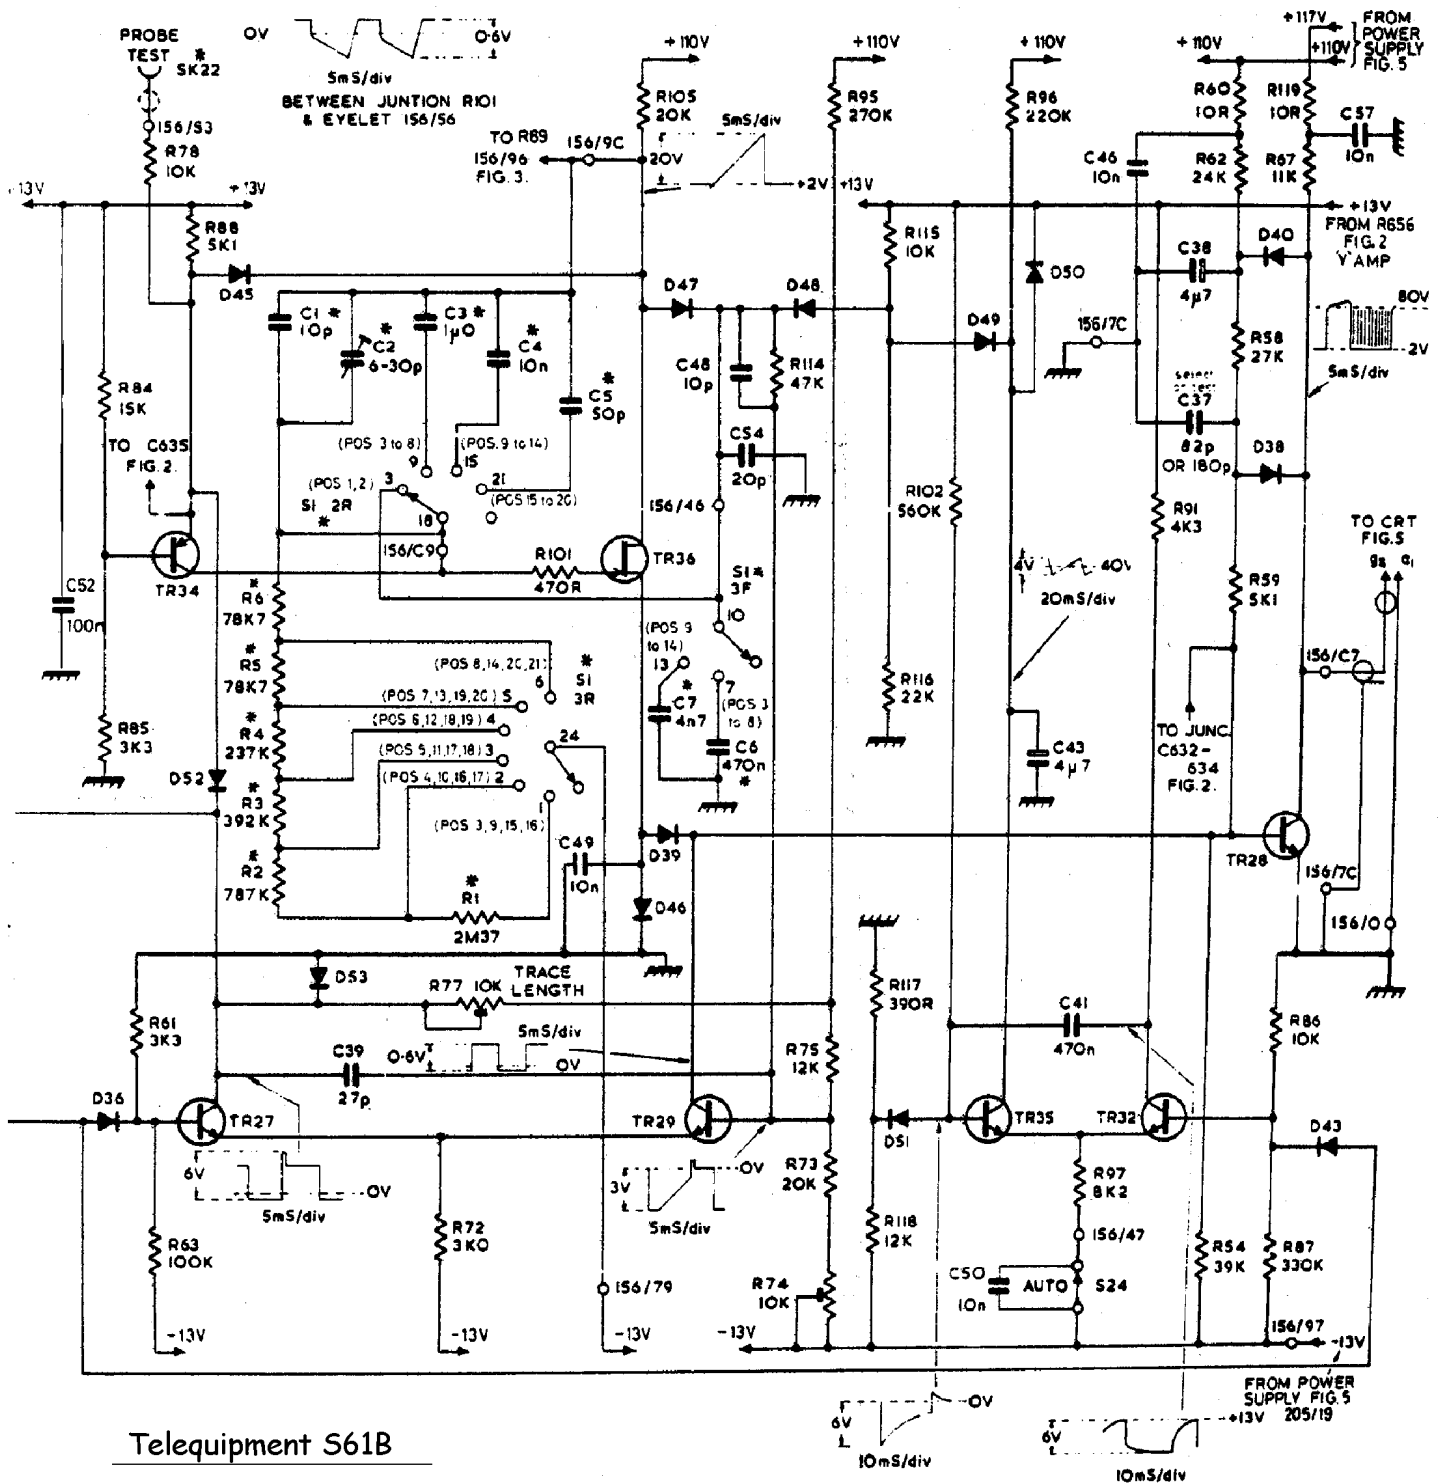 PROBE
TEST *
SK22
156/53
R78
10K
OV
0·6V
5mS/div
BETWEEN JUNTION R101
& EYELET 156/56
+110V
R105
20K
TO R69
156/96
FIG.3.
156/9C
5mS/div
20V
+2V
+110V
R95
270K
+110V
R96
220K
+117V
+110V
+110V
FROM
POWER
SUPPLY
FIG.5
R60
10R
R119
10R
C57
10n
C46
10n
R62
24K
R67
11K
+13V
+13V
+13V
+13V
FROM R656
FIG.2
Y AMP
R88
5K1
D45
R115
10K
D50
C38
4µ7
D40
80V
-2V
5mS/div
C1 *
10p
*
C2
6-30p
C3 *
1µ0
*
C4
10n
*
C5
50p
D47
D48
C48
10p
R114
47K
D49
156/7C
R58
27K
select
C37
82p
OR 180p
D38
R84
15K
TO C635
FIG.2.
(POS 3 to 8)
9
(POS.9 to 14)
15
(POS 1,2)
3
21
(POS 15 to 20)
S1 2R
*
18
156/C9
C54
20p
156/46
R102
560K
R91
4K3
TO CRT
FIG.5
C52
100n
TR34
R101
470R
TR36
S1 *
3F
10
4V
40V
20mS/div
R59
5K1
*
R6
78K7
*
R5
78K7
*
R4
237K
*
R3
392K
*
R2
787K
(POS 8,14,20,21)
6
*
S1
3R
(POS 7,13,19,20) 5
(POS 6,12,18,19) 4
(POS 5,11,17,18) 3
(POS 4,10,16,17) 2
24
1
(POS 3,9,15,16)
(POS 9
to 14)
13
*
C7
4n7
7
(POS 3
to 8)
C6
470n
*
R116
22K
C43
4µ7
156/C7
TO JUNC.
C632-
634
FIG.2.
R85
3K3
D52
C49
10n
D39
TR28
156/7C
156/0
*
R1
2M37
D46
D53
R77
10K
TRACE
LENGTH
R117
390R
C41
470n
R86
10K
R61
3K3
5mS/div
0·6V
OV
C39
27p
R75
12K
D36
TR27
TR29
D51
TR35
TR32
D43
6V
OV
5mS/div
3V
OV
5mS/div
R73
20K
R97
8K2
R63
100K
R72
3K0
R118
12K
156/47
156/79
R74
10K
C50
10n
AUTO
S24
R54
39K
R87
330K
156/97
-13V
-13V
-13V
-13V
-13V
FROM POWER
SUPPLY FIG.5
205/19
6V
OV
10mS/div
+13V
6V
10mS/div
Telequipment S61B